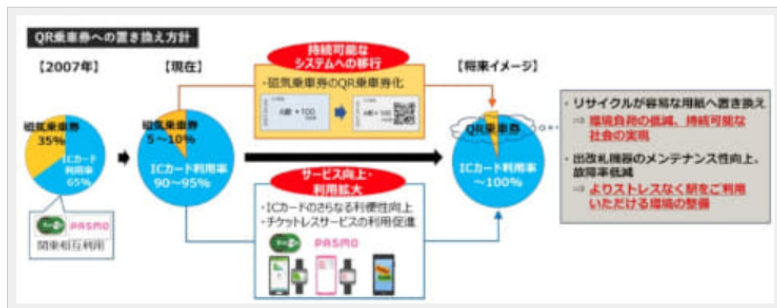 QR乗車券への置き換え方針
【2007年】
磁気乗車券
35%
ICカード
利用率
65%
PASMO
関東相互利用
【現在】
磁気乗車券
5～10%
ICカード利用率
90～95%
持続可能な
システムへの移行
・磁気乗車券のQR乗車券化
サービス向上・
利用拡大
・ICカードのさらなる利便性向上
・チケットレスサービスの利用促進
PASMO
【将来イメージ】
QR乗車券
ICカード利用率
～100%
・リサイクルが容易な用紙へ置き換え
⇒ 環境負荷の低減、持続可能な
社会の実現
・出改札機器のメンテナンス性向上、
故障率低減
⇒ よりストレスなく駅をご利用
いただける環境の整備